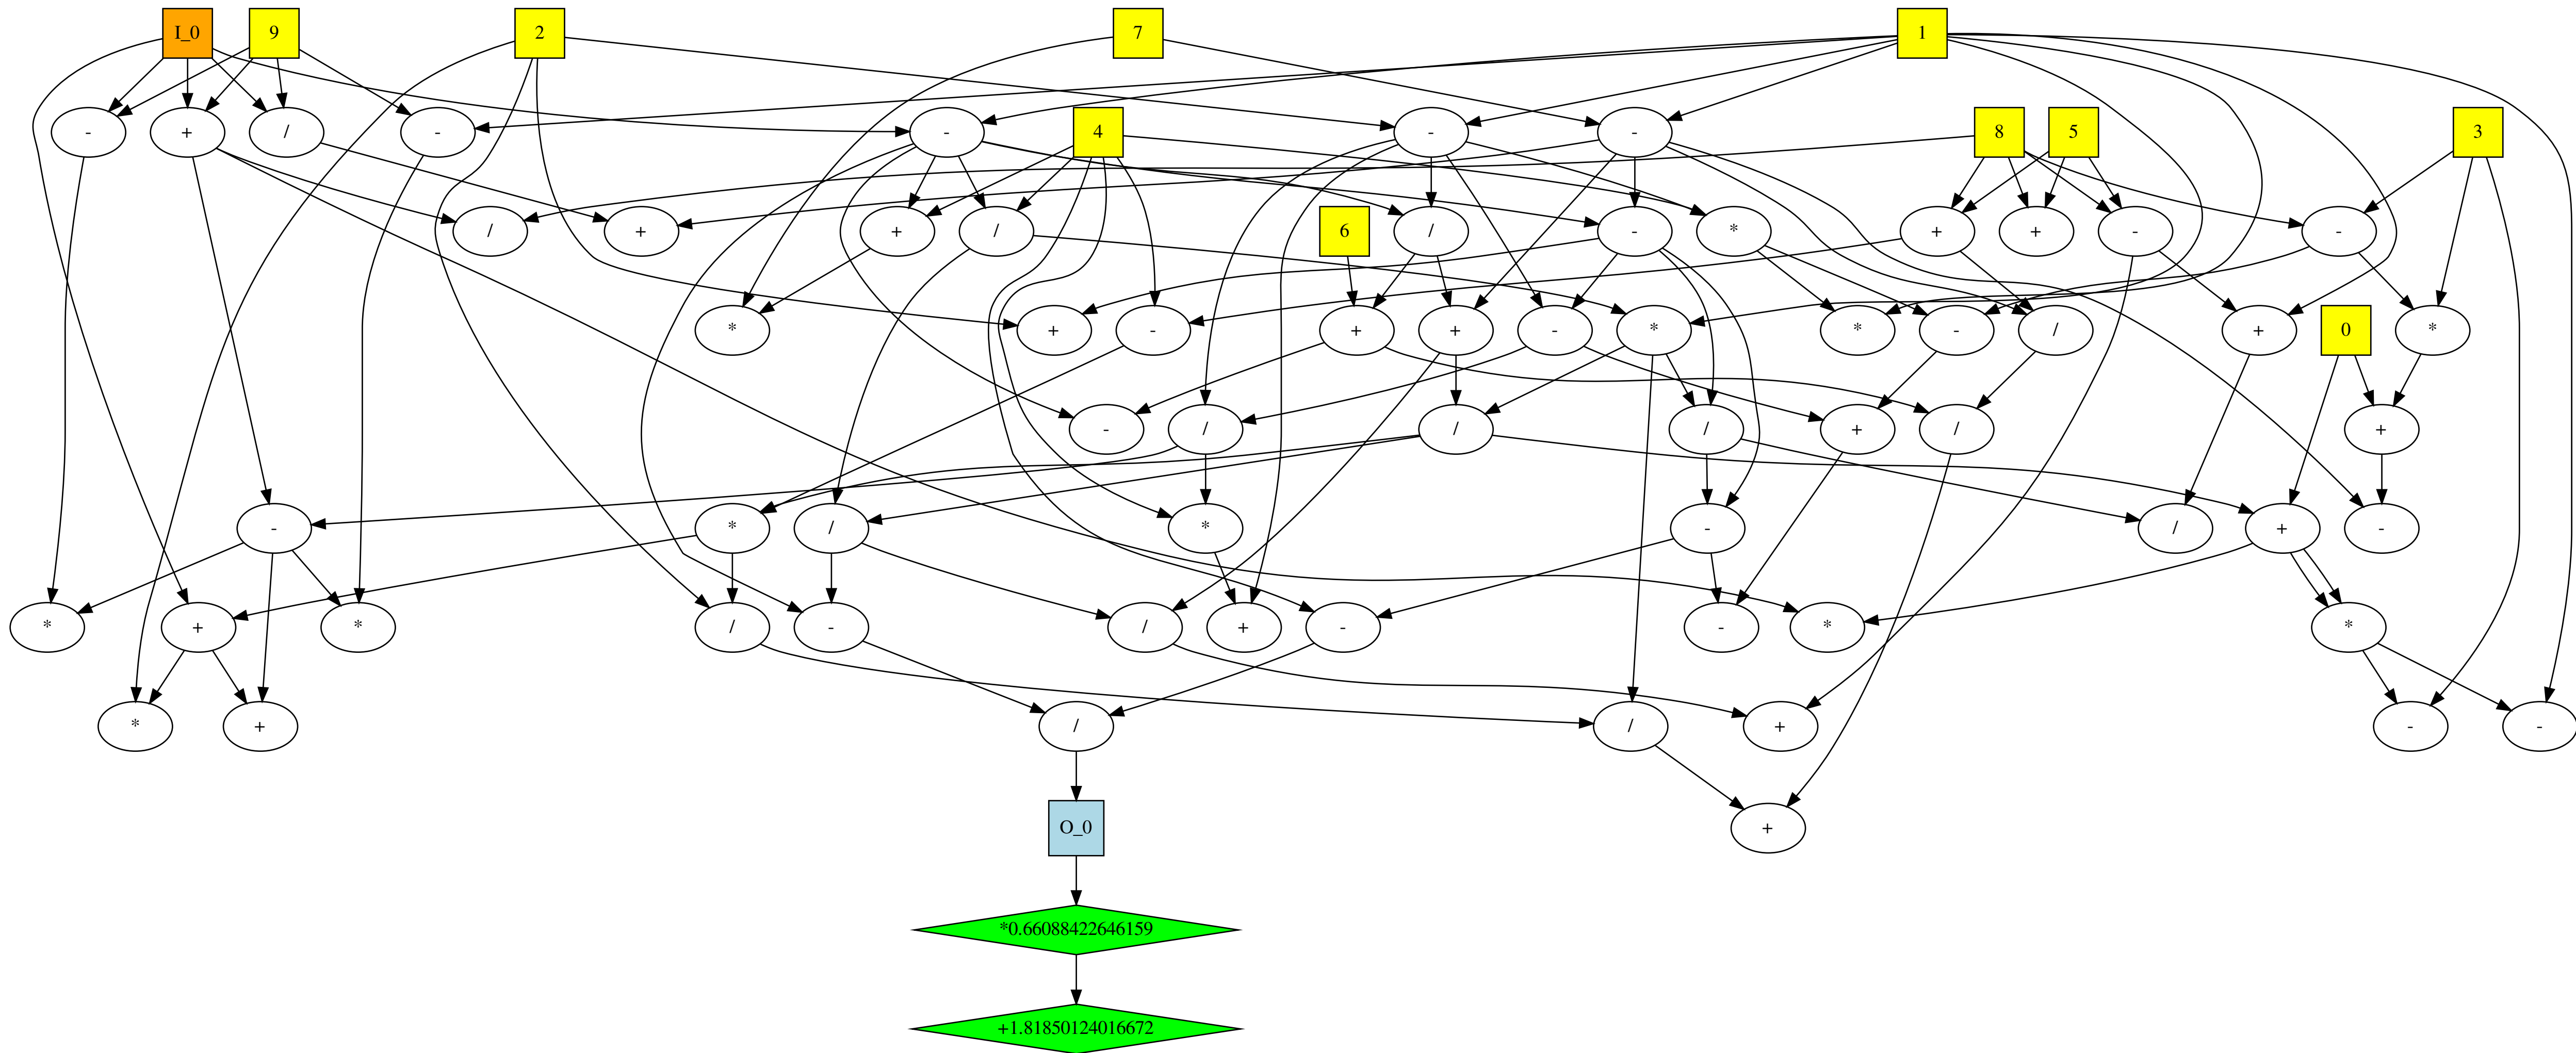 I_0 9 2 7 1
- + / - - 4 - - 8 5 3
/ + + / 6 / - * + + - -
* + - + + - * * - / + 0 *
- / / / + / +
- * / * - / + -
* + * / - / + - - * *
* + / / + - -
O_0 +
*0.66088422646159
+1.81850124016672